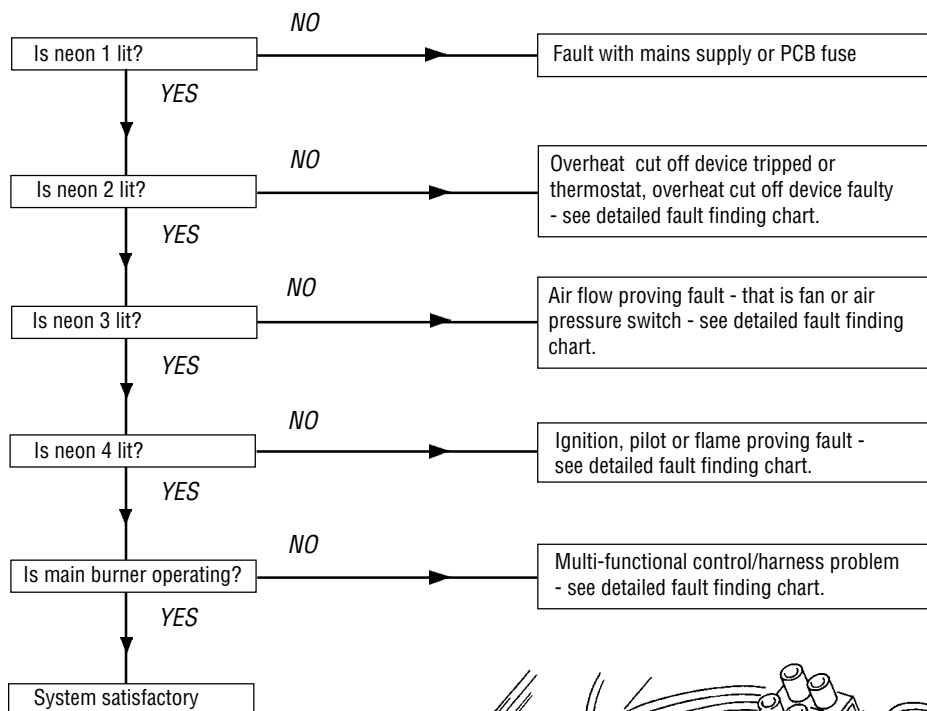 NO
Is neon 1 lit?
Fault with mains supply or PCB fuse
YES
NO
Is neon 2 lit?
Overheat cut off device tripped or
thermostat, overheat cut off device faulty
- see detailed fault finding chart.
YES
NO
Is neon 3 lit?
Air flow proving fault - that is fan or air
pressure switch - see detailed fault finding
chart.
YES
NO
Is neon 4 lit?
Ignition, pilot or flame proving fault -
see detailed fault finding chart.
YES
NO
Is main burner operating?
Multi-functional control/harness problem
- see detailed fault finding chart.
YES
System satisfactory